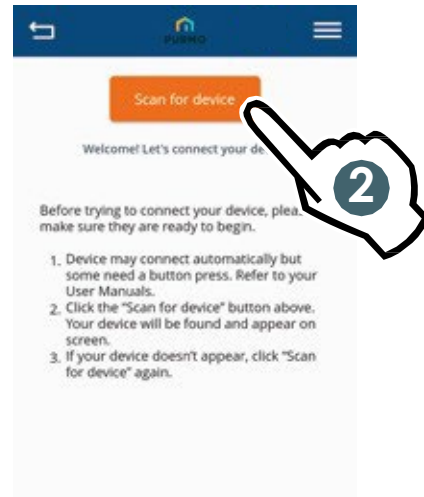 PURMO
Scan for device
Welcome! Let's connect your de
Before trying to connect your device, plea
make sure they are ready to begin.
1. Device may connect automatically but
some need a button press. Refer to your
User Manuals.
2. Click the "Scan for device" button above.
Your device will be found and appear on
screen.
3. If your device doesn't appear, click "Scan
for device" again.
2